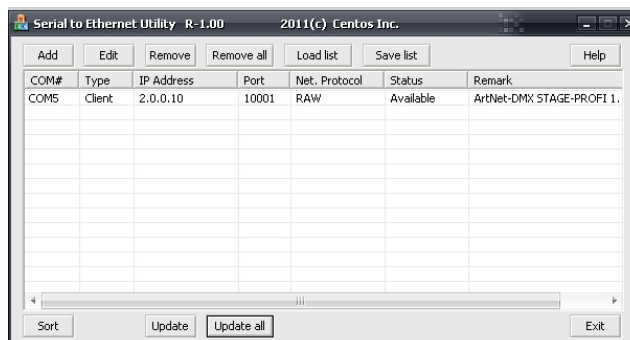 Serial to Ethernet Utility R-1.00 2011(c) Centos Inc.
Add Edit Remove Remove all Load list Save list Help
COM# Type IP Address Port Net. Protocol Status Remark
COM5 Client 2.0.0.10 10001 RAW Available ArtNet-DMX STAGE-PROFI 1.
Sort Update Update all Exit